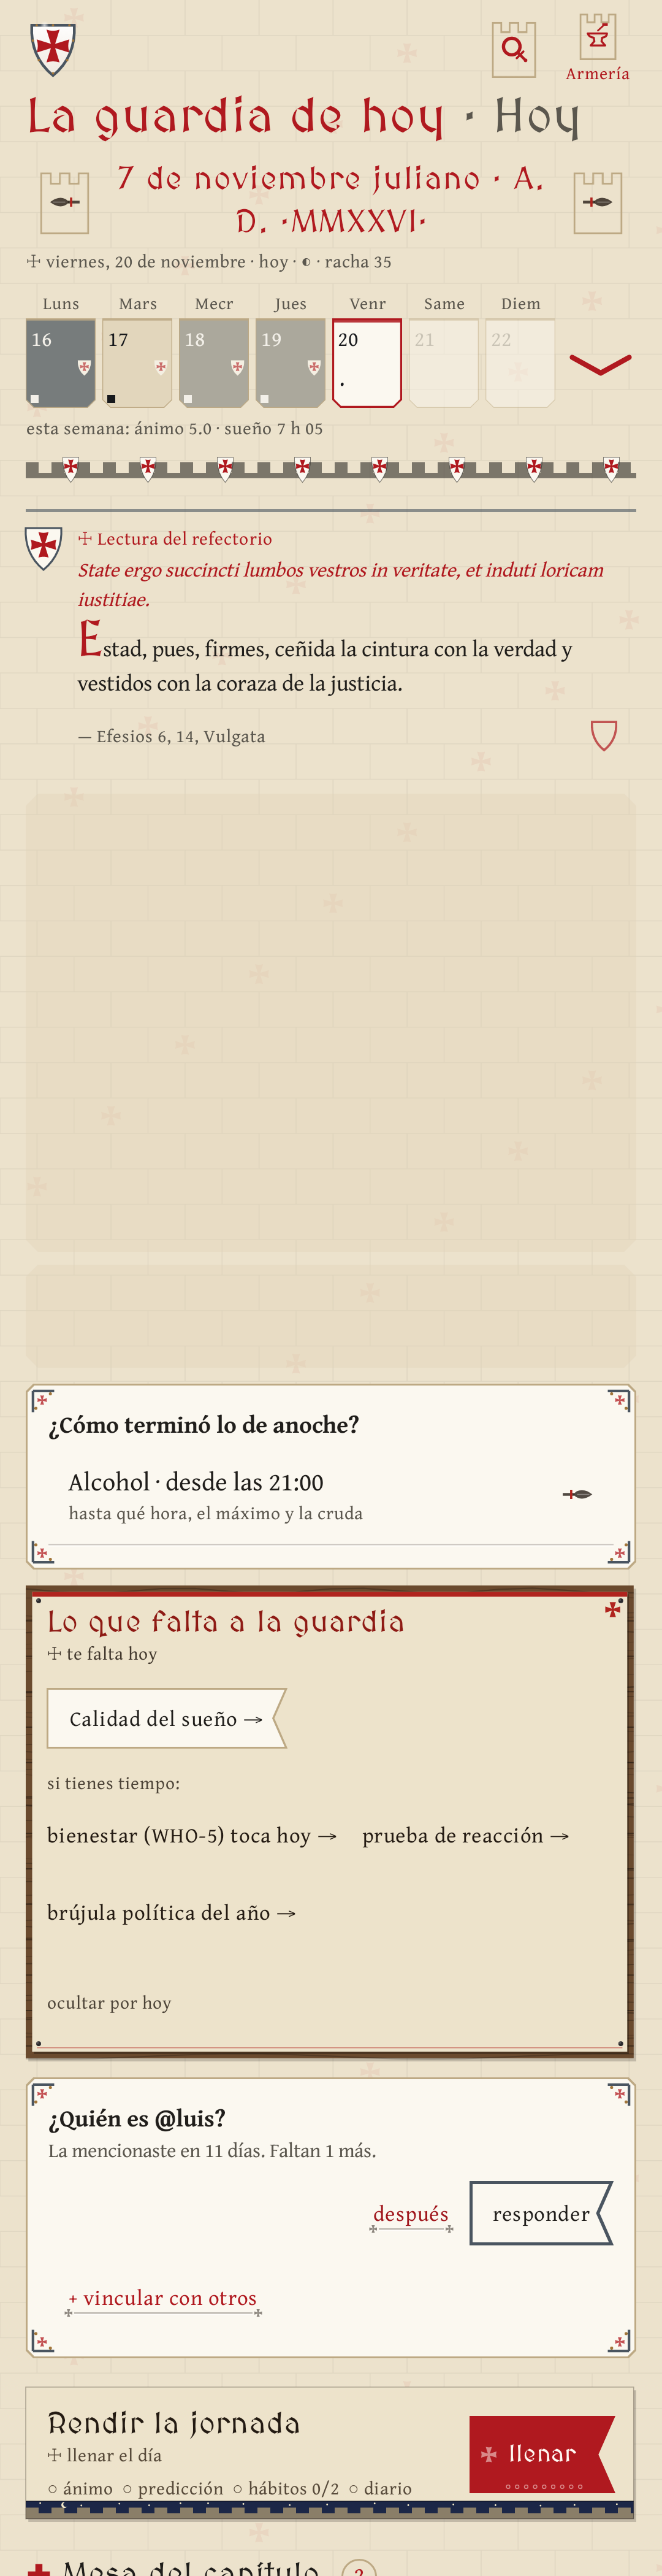 Armería
La guardia de hoy · Hoy
7 de noviembre juliano · A.
D. ·MMXXVI·
☩ viernes, 20 de noviembre · hoy · ◐ · racha 35
Luns Mars Mecr Jues Venr Same Diem
16 17 18 19 20 21 22
esta semana: ánimo 5.0 · sueño 7 h 05
☩ Lectura del refectorio
State ergo succincti lumbos vestros in veritate, et induti loricam
iustitiae.
Estad, pues, firmes, ceñida la cintura con la verdad y
vestidos con la coraza de la justicia.
— Efesios 6, 14, Vulgata
¿Cómo terminó lo de anoche?
Alcohol · desde las 21:00
hasta qué hora, el máximo y la cruda
Lo que falta a la guardia
☩ te falta hoy
Calidad del sueño →
si tienes tiempo:
bienestar (WHO-5) toca hoy → prueba de reacción →
brújula política del año →
ocultar por hoy
¿Quién es @luis?
La mencionaste en 11 días. Faltan 1 más.
después responder
+ vincular con otros
Rendir la jornada
☩ llenar el día
llenar
○ ánimo ○ predicción ○ hábitos 0/2 ○ diario
Mesa del capítulo